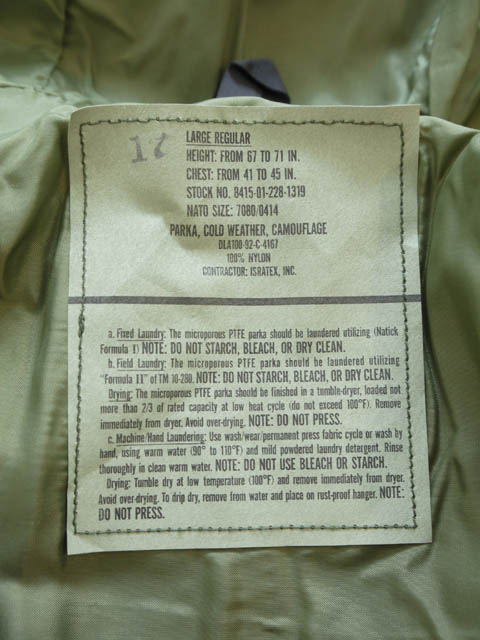 17
LARGE REGULAR
HEIGHT: FROM 67 TO 71 IN.
CHEST: FROM 41 TO 45 IN.
STOCK NO. 8415-01-228-1319
NATO SIZE: 7080/0414
PARKA, COLD WEATHER, CAMOUFLAGE
DLA100-92-C-4167
100% NYLON
CONTRACTOR: ISRATEX, INC.
a. Fixed Laundry: The microporous PTFE parka should be laundered utilizing (Natick
Formula I) NOTE: DO NOT STARCH, BLEACH, OR DRY CLEAN.
b. Field Laundry: The microporous PTFE parka should be laundered utilizing
"Formula II" of TM 10-280. NOTE: DO NOT STARCH, BLEACH, OR DRY CLEAN.
Drying: The microporous PTFE parka should be finished in a tumble-dryer, loaded not
more than 2/3 of rated capacity at low heat cycle (do not exceed 100°F). Remove
immediately from dryer. Avoid over-drying. NOTE: DO NOT PRESS.
c. Machine/Hand Laundering: Use wash/wear/permanent press fabric cycle or wash by
hand, using warm water (90° to 110°F) and mild powdered laundry detergent. Rinse
thoroughly in clean warm water. NOTE: DO NOT USE BLEACH OR STARCH.
Drying: Tumble dry at low temperature (100°F) and remove immediately from dryer.
Avoid over-drying. To drip dry, remove from water and place on rust-proof hanger. NOTE:
DO NOT PRESS.